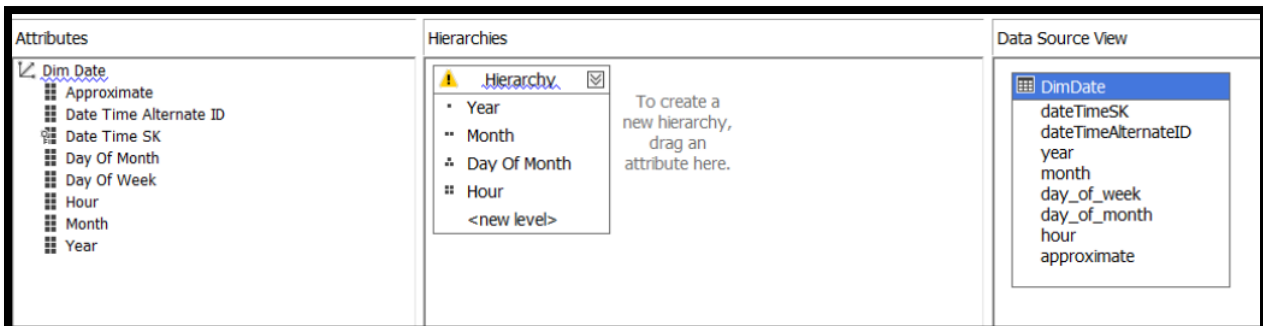 Attributes
Dim Date
Approximate
Date Time Alternate ID
Date Time SK
Day Of Month
Day Of Week
Hour
Month
Year
Hierarchies
Hierarchy
Year
Month
Day Of Month
Hour
<new level>
To create a
new hierarchy,
drag an
attribute here.
Data Source View
DimDate
dateTimeSK
dateTimeAlternateID
year
month
day_of_week
day_of_month
hour
approximate